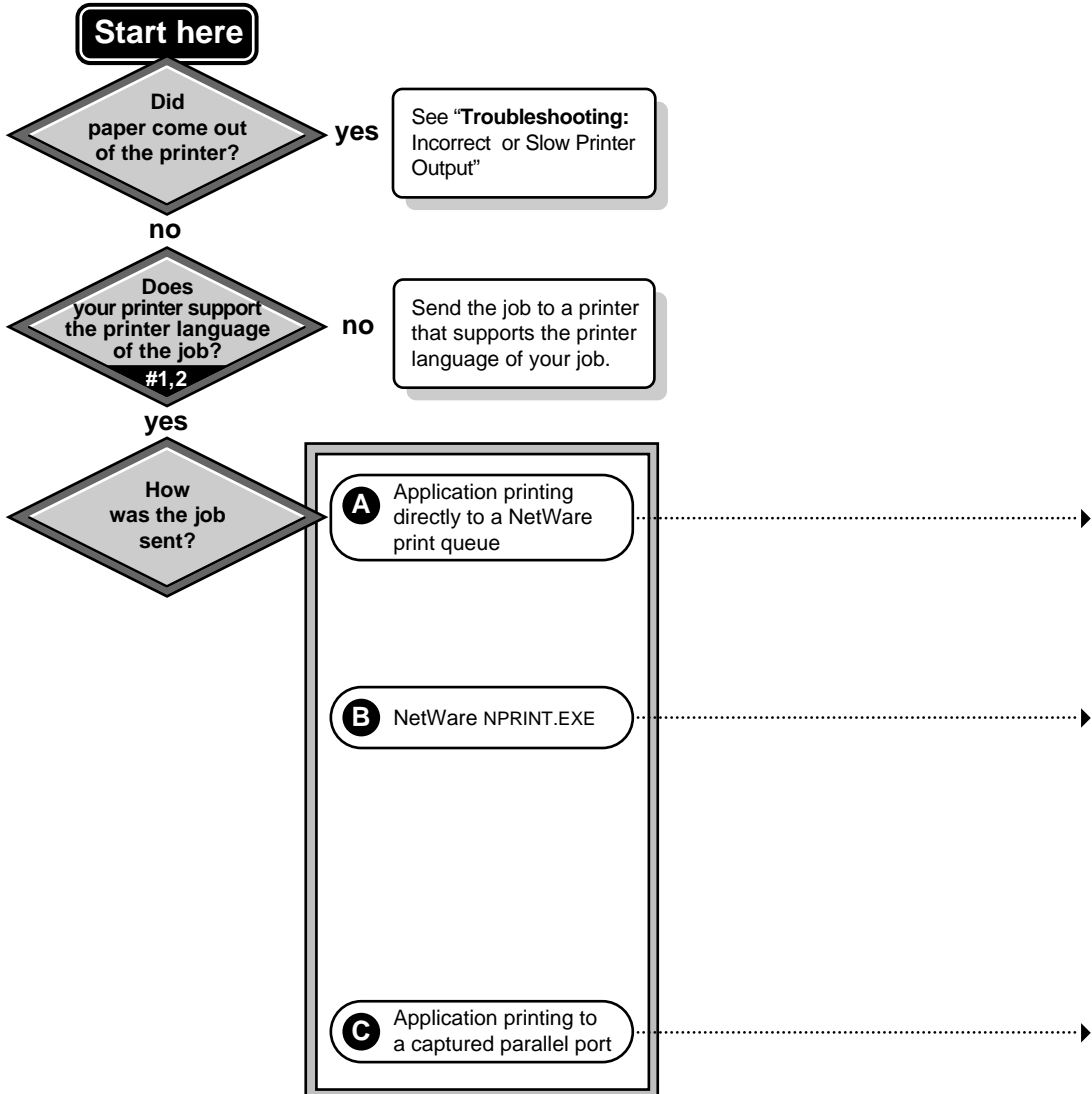 Start here
Did
paper come out
of the printer?
yes
See “Troubleshooting:
Incorrect or Slow Printer
Output”
no
Does
your printer support
the printer language
of the job?
#1,2
no
Send the job to a printer
that supports the printer
language of your job.
yes
How
was the job
sent?
A
Application printing
directly to a NetWare
print queue
B
NetWare NPRINT.EXE
C
Application printing to
a captured parallel port